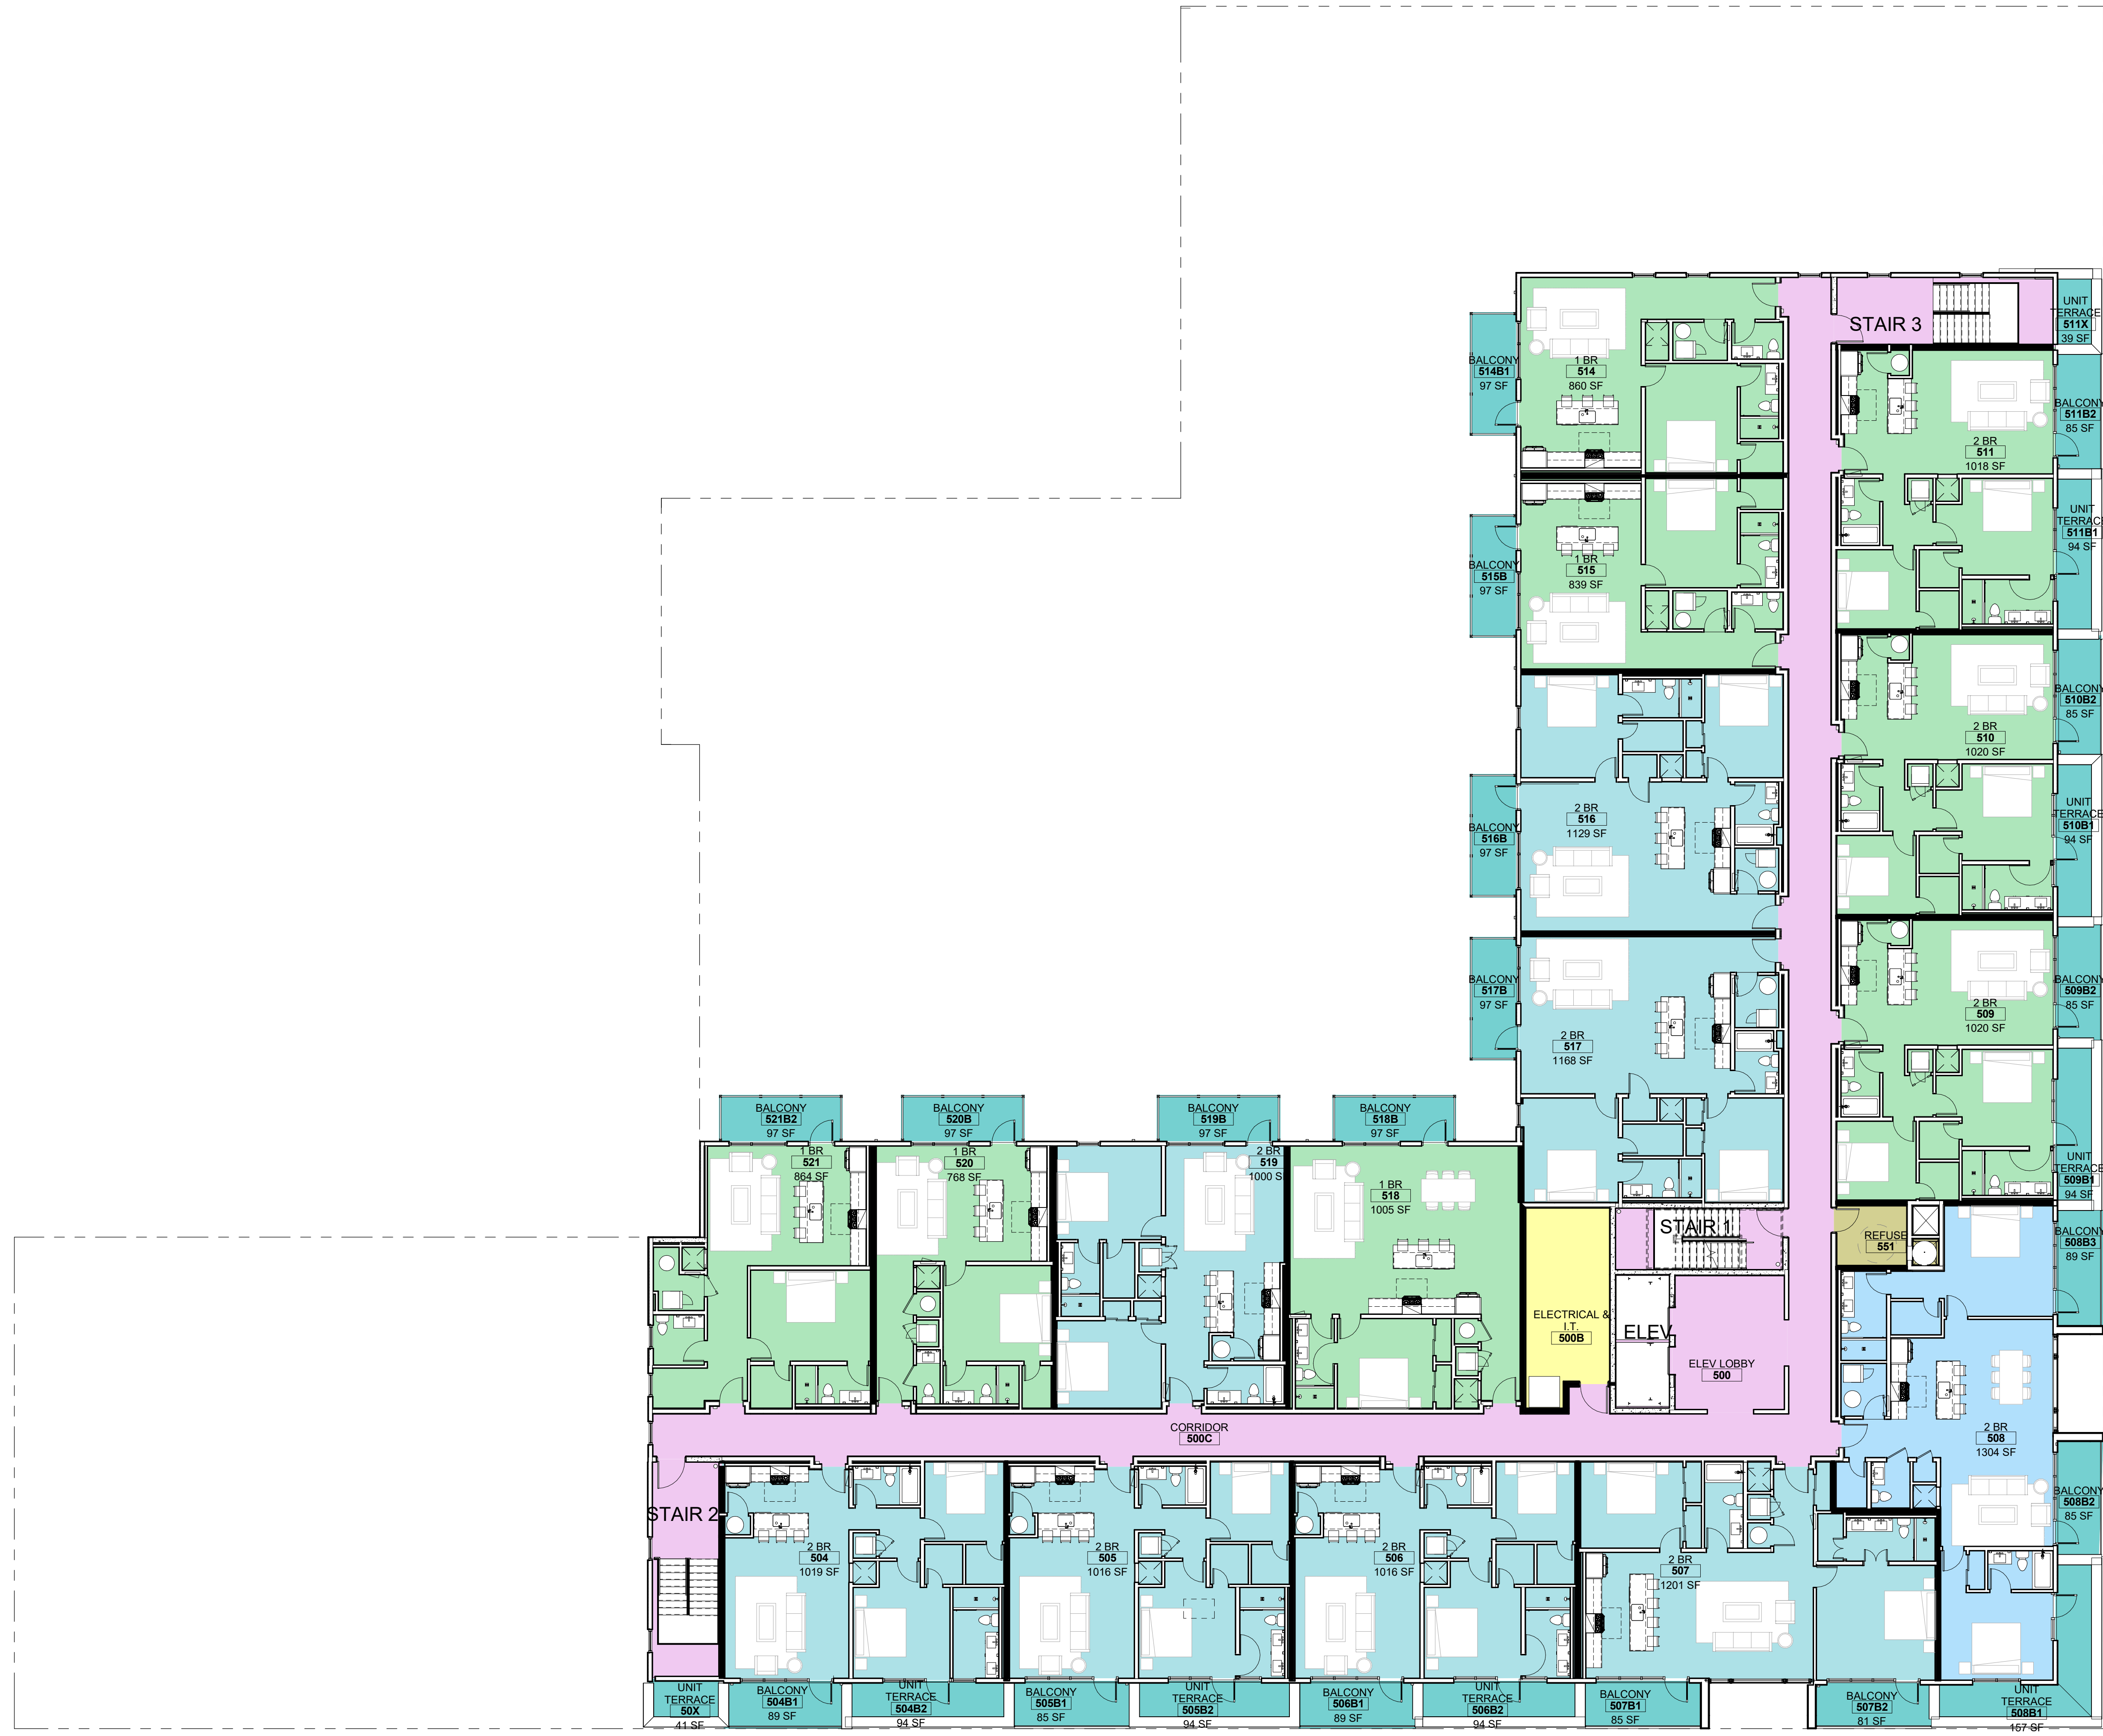 STAIR 3
UNIT
TERRACE
511X
39 SF
BALCONY
514B1
97 SF
1 BR
514
860 SF
BALCONY
511B2
85 SF
2 BR
511
1018 SF
UNIT
TERRACE
511B1
94 SF
BALCONY
515B
97 SF
1 BR
515
839 SF
BALCONY
510B2
85 SF
2 BR
510
1020 SF
BALCONY
516B
97 SF
2 BR
516
1129 SF
UNIT
TERRACE
510B1
94 SF
BALCONY
517B
97 SF
2 BR
517
1168 SF
2 BR
509
1020 SF
BALCONY
509B2
85 SF
BALCONY
521B2
97 SF
BALCONY
520B
97 SF
BALCONY
519B
97 SF
BALCONY
518B
97 SF
1 BR
521
864 SF
1 BR
520
768 SF
2 BR
519
1000 SF
1 BR
518
1005 SF
UNIT
TERRACE
509B1
94 SF
STAIR 1
REFUSE
551
BALCONY
508B3
89 SF
ELECTRICAL &
I.T.
500B
ELEV
ELEV LOBBY
500
CORRIDOR
500C
2 BR
508
1304 SF
STAIR 2
BALCONY
508B2
85 SF
2 BR
504
1019 SF
2 BR
505
1016 SF
2 BR
506
1016 SF
2 BR
507
1201 SF
UNIT
TERRACE
50X
41 SF
BALCONY
504B1
89 SF
UNIT
TERRACE
504B2
94 SF
BALCONY
505B1
85 SF
UNIT
TERRACE
505B2
94 SF
BALCONY
506B1
89 SF
UNIT
TERRACE
506B2
94 SF
BALCONY
507B1
85 SF
BALCONY
507B2
81 SF
UNIT
TERRACE
508B1
157 SF